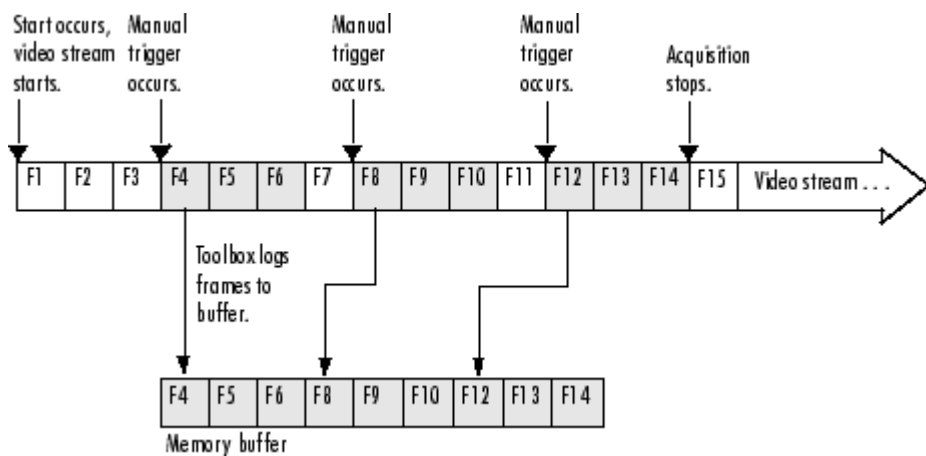 Start occurs,
video stream
starts.
Manual
trigger
occurs.
Manual
trigger
occurs.
Manual
trigger
occurs.
Acquisition
stops.
F1 F2 F3 F4 F5 F6 F7 F8 F9 F10 F11 F12 F13 F14 F15 Video stream . . .
Toolbox logs
frames to
buffer.
F4 F5 F6 F8 F9 F10 F12 F13 F14
Memory buffer